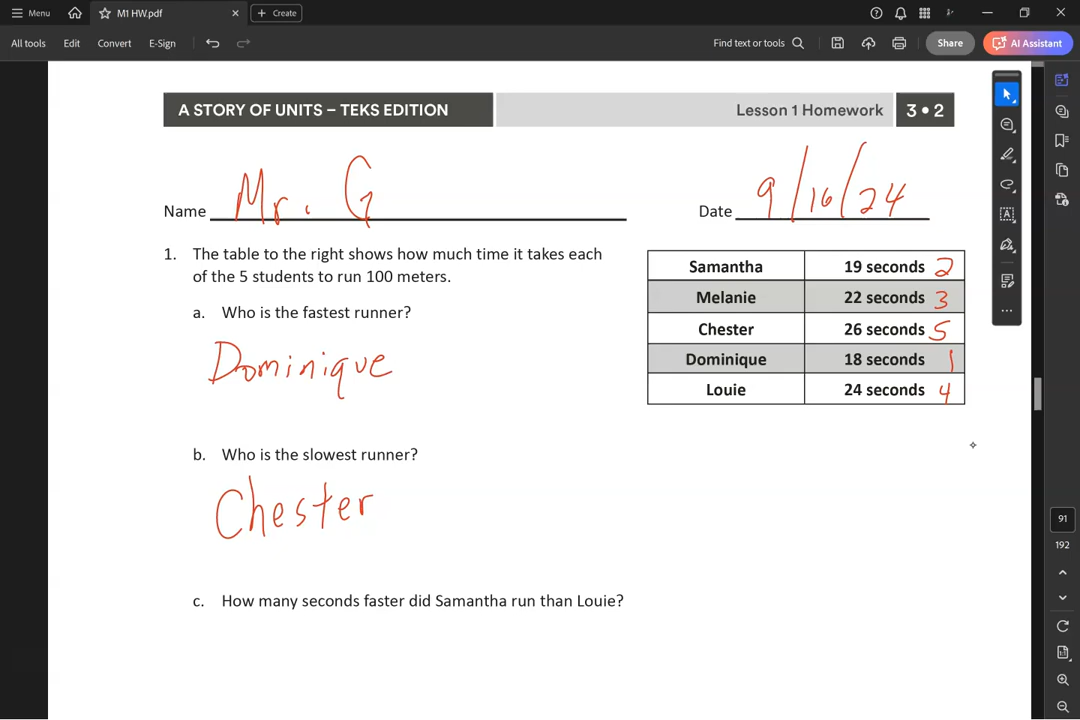 Menu
M1 HW.pdf
Create
All tools
Edit
Convert
E-Sign
Find text or tools
Share
AI Assistant
A STORY OF UNITS – TEKS EDITION
Lesson 1 Homework
3 • 2
Name Mr. G
Date 9/16/24
1. The table to the right shows how much time it takes each
of the 5 students to run 100 meters.
Samantha 19 seconds 2
Melanie 22 seconds 3
Chester 26 seconds 5
Dominique 18 seconds 1
Louie 24 seconds 4
a. Who is the fastest runner?
Dominique
b. Who is the slowest runner?
Chester
c. How many seconds faster did Samantha run than Louie?
91
192